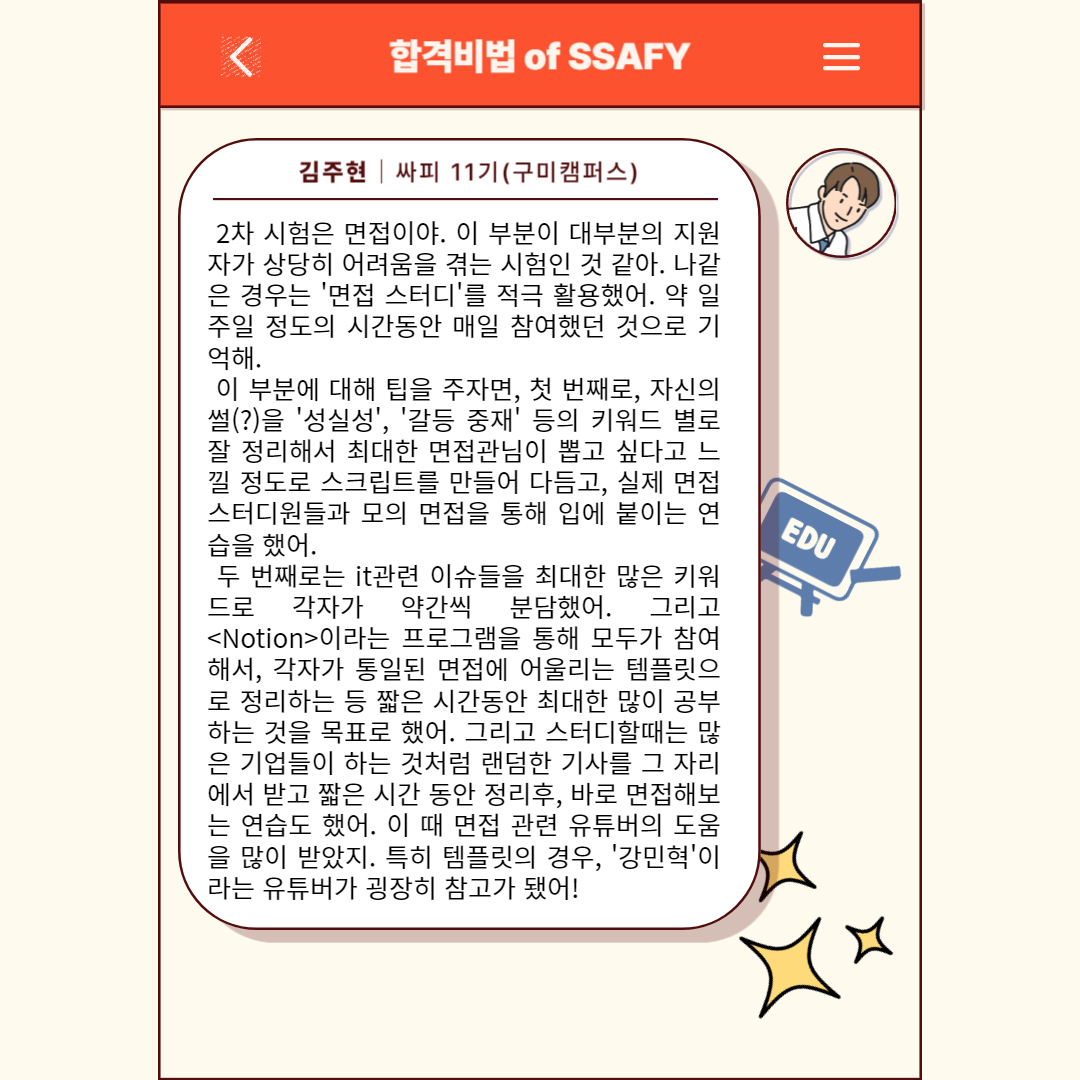 합격비법 of SSAFY
김주현 | 싸피 11기(구미캠퍼스)
2차 시험은 면접이야. 이 부분이 대부분의 지원
자가 상당히 어려움을 겪는 시험인 것 같아. 나같
은 경우는 '면접 스터디'를 적극 활용했어. 약 일
주일 정도의 시간동안 매일 참여했던 것으로 기
억해.
이 부분에 대해 팁을 주자면, 첫 번째로, 자신의
썰(?)을 '성실성', '갈등 중재' 등의 키워드 별로
잘 정리해서 최대한 면접관님이 뽑고 싶다고 느
낄 정도로 스크립트를 만들어 다듬고, 실제 면접
스터디원들과 모의 면접을 통해 입에 붙이는 연
습을 했어.
두 번째로는 it관련 이슈들을 최대한 많은 키워
드로 각자가 약간씩 분담했어. 그리고
<Notion>이라는 프로그램을 통해 모두가 참여
해서, 각자가 통일된 면접에 어울리는 템플릿으
로 정리하는 등 짧은 시간동안 최대한 많이 공부
하는 것을 목표로 했어. 그리고 스터디할때는 많
은 기업들이 하는 것처럼 랜덤한 기사를 그 자리
에서 받고 짧은 시간 동안 정리후, 바로 면접해보
는 연습도 했어. 이 때 면접 관련 유튜버의 도움
을 많이 받았지. 특히 템플릿의 경우, '강민혁'이
라는 유튜버가 굉장히 참고가 됐어!
EDU